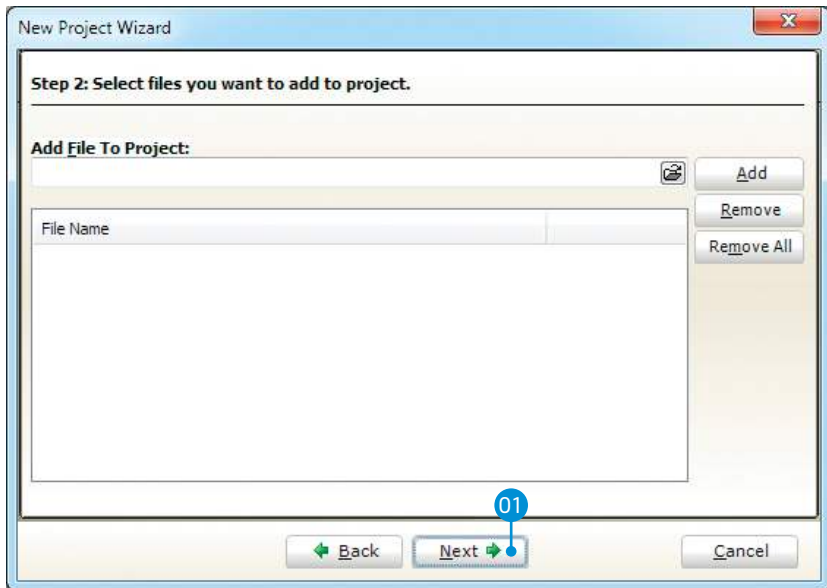 New Project Wizard
Step 2: Select files you want to add to project.
Add File To Project:
Add
Remove
File Name
Remove All
01
Back
Next
Cancel